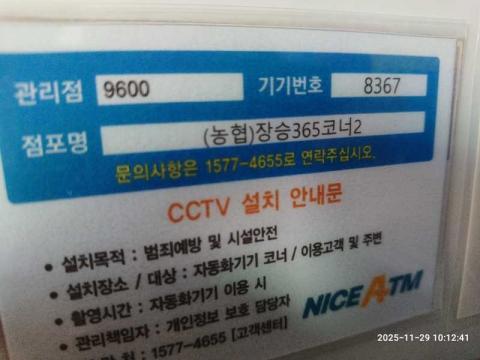 관리점 9600 기기번호 8367
점포명 (농협)장승365코너2
문의사항은 1577-4655로 연락주십시오.
CCTV 설치 안내문
• 설치목적 : 범죄예방 및 시설안전
• 설치장소 / 대상 : 자동화기기 코너 / 이용고객 및 주변
• 촬영시간 : 자동화기기 이용 시
• 관리책임자 : 개인정보 보호 담당자
: 1577-4655 [고객센터]
NICE ATM
2025-11-29 10:12:41